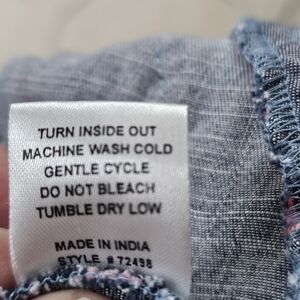 TURN INSIDE OUT
MACHINE WASH COLD
GENTLE CYCLE
DO NOT BLEACH
TUMBLE DRY LOW
MADE IN INDIA
STYLE # 72498